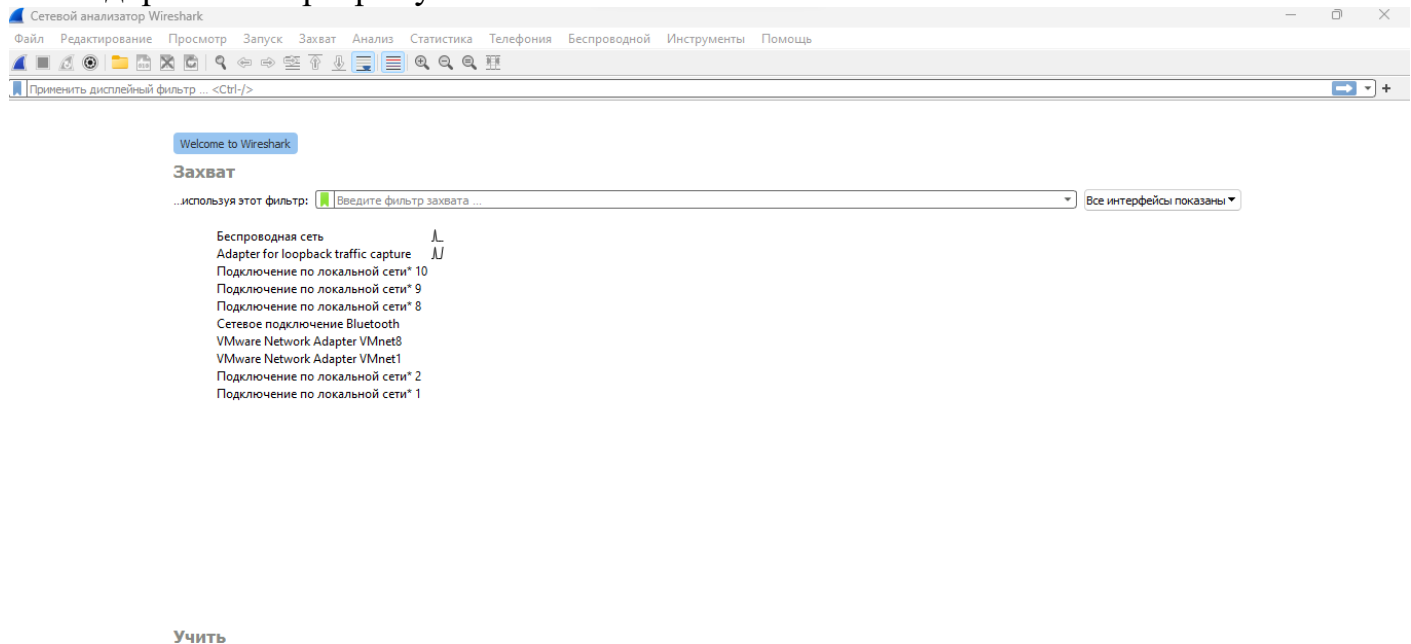 Сетевой анализатор Wireshark
Файл Редактирование Просмотр Запуск Захват Анализ Статистика Телефония Беспроводной Инструменты Помощь
Применить дисплейный фильтр ... <Ctrl-/>
Welcome to Wireshark
Захват
...используя этот фильтр: Введите фильтр захвата ... Все интерфейсы показаны
Беспроводная сеть
Adapter for loopback traffic capture
Подключение по локальной сети* 10
Подключение по локальной сети* 9
Подключение по локальной сети* 8
Сетевое подключение Bluetooth
VMware Network Adapter VMnet8
VMware Network Adapter VMnet1
Подключение по локальной сети* 2
Подключение по локальной сети* 1
Учить